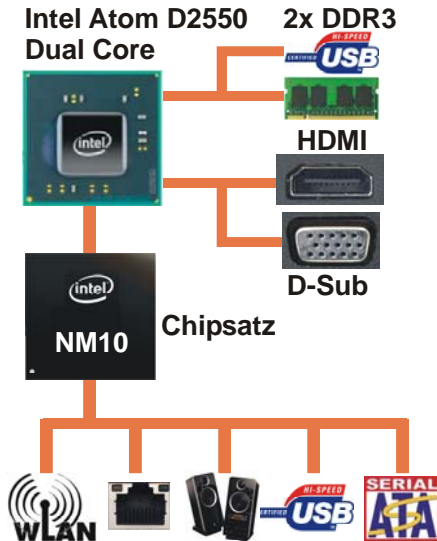 Intel Atom D2550
Dual Core
2x DDR3
HI-SPEED
CERTIFIED USB
intel
HDMI
D-Sub
intel
NM10
Chipsatz
WLAN
HI-SPEED
CERTIFIED USB
SERIAL
ATA